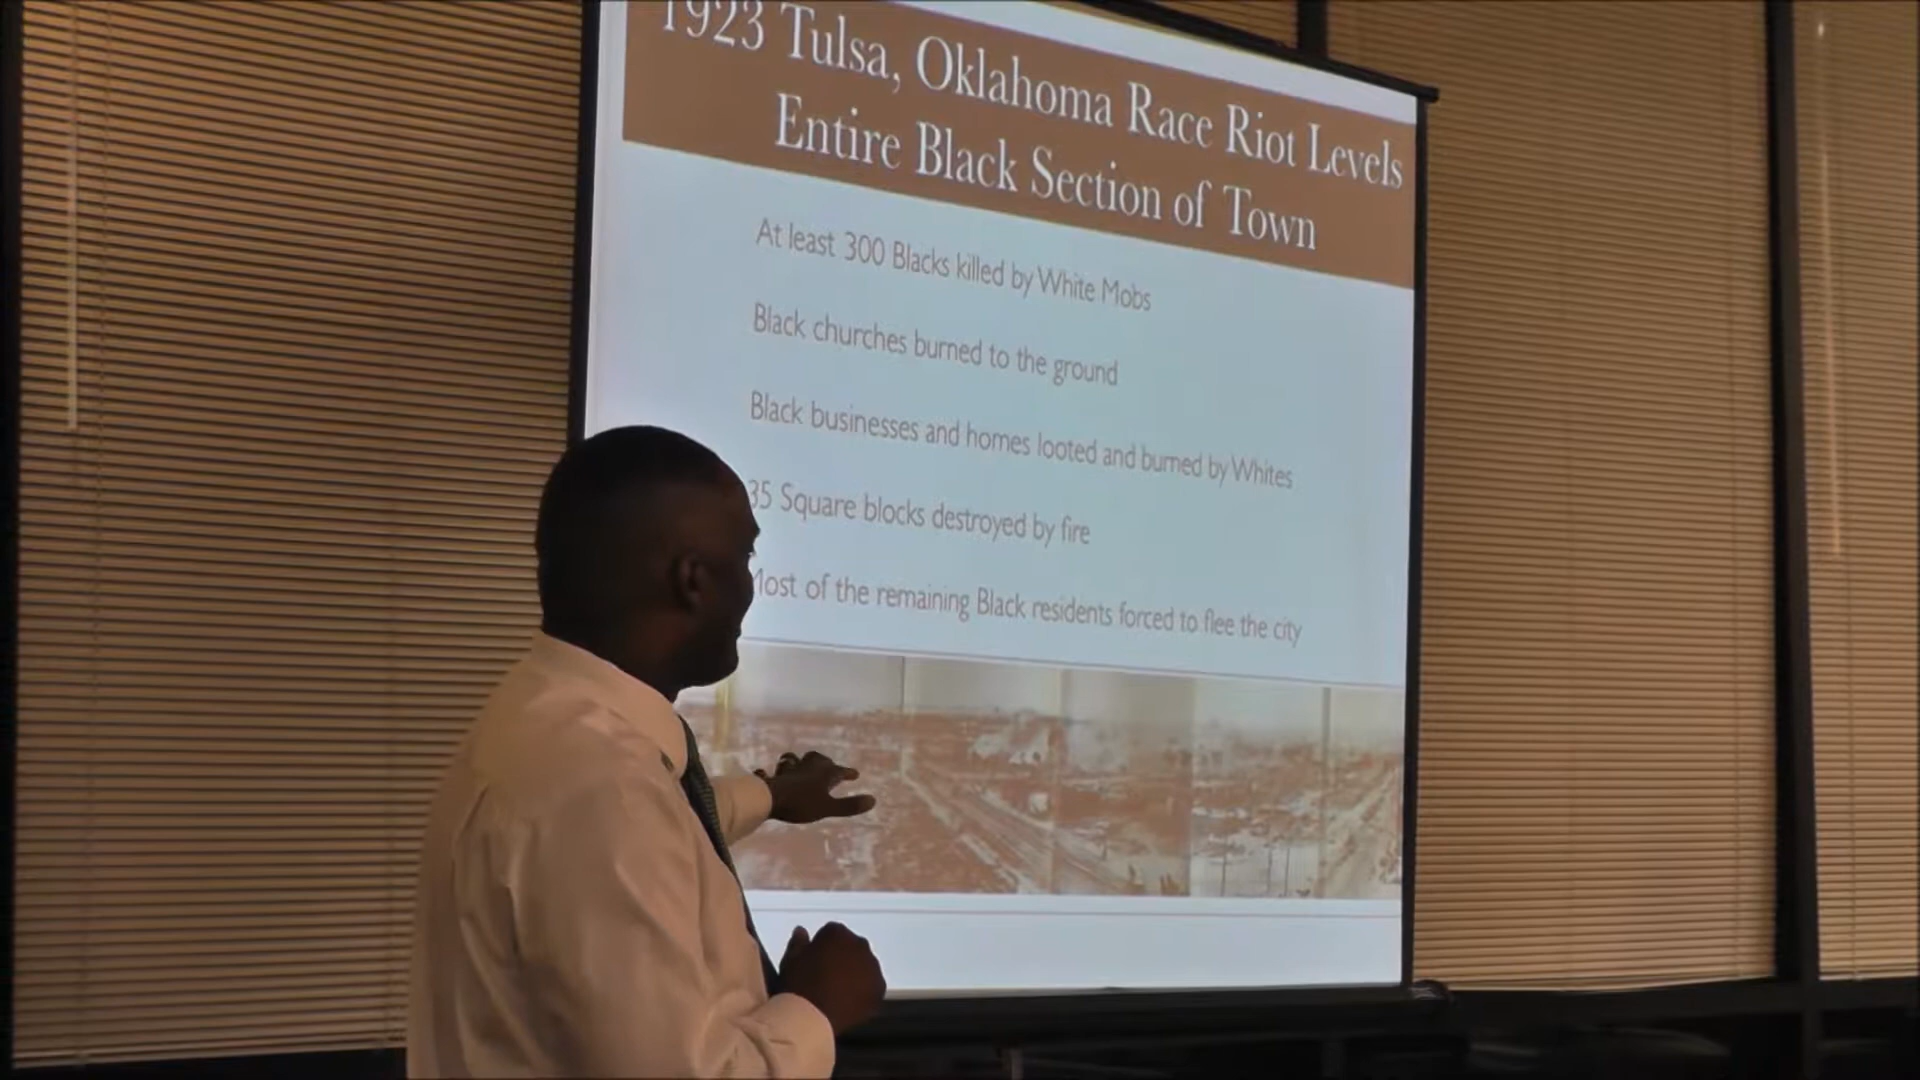 1923 Tulsa, Oklahoma Race Riot Levels
Entire Black Section of Town
At least 300 Blacks killed by White Mobs
Black churches burned to the ground
Black businesses and homes looted and burned by Whites
35 Square blocks destroyed by fire
Most of the remaining Black residents forced to flee the city